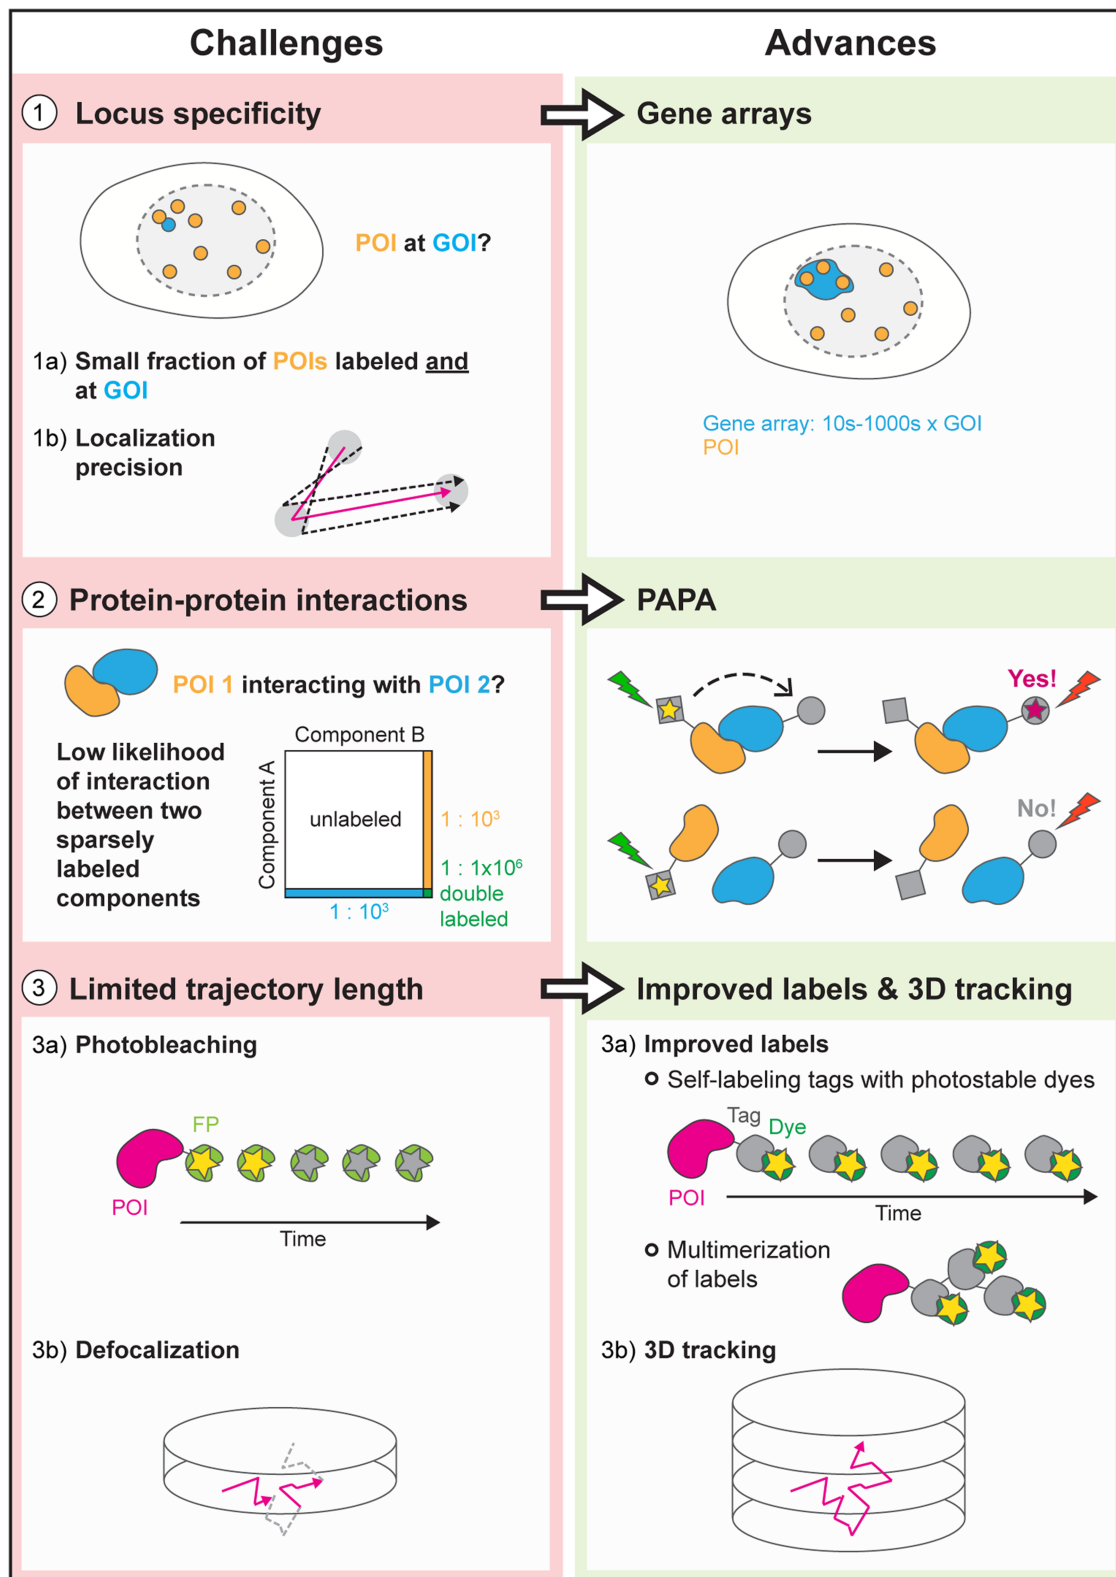 Challenges
Advances
1 Locus specificity
Gene arrays
POI at GOI?
1a) Small fraction of POIs labeled and
at GOI
1b) Localization
precision
Gene array: 10s-1000s x GOI
POI
2 Protein-protein interactions
PAPA
POI 1 interacting with POI 2?
Low likelihood
of interaction
between two
sparsely
labeled
components
Component B
Component A
unlabeled
1 : 10³
1 : 1x10⁶
double
labeled
1 : 10³
Yes!
No!
3 Limited trajectory length
Improved labels & 3D tracking
3a) Photobleaching
FP
POI
Time
3b) Defocalization
3a) Improved labels
Self-labeling tags with photostable dyes
Tag
Dye
POI
Time
Multimerization
of labels
3b) 3D tracking